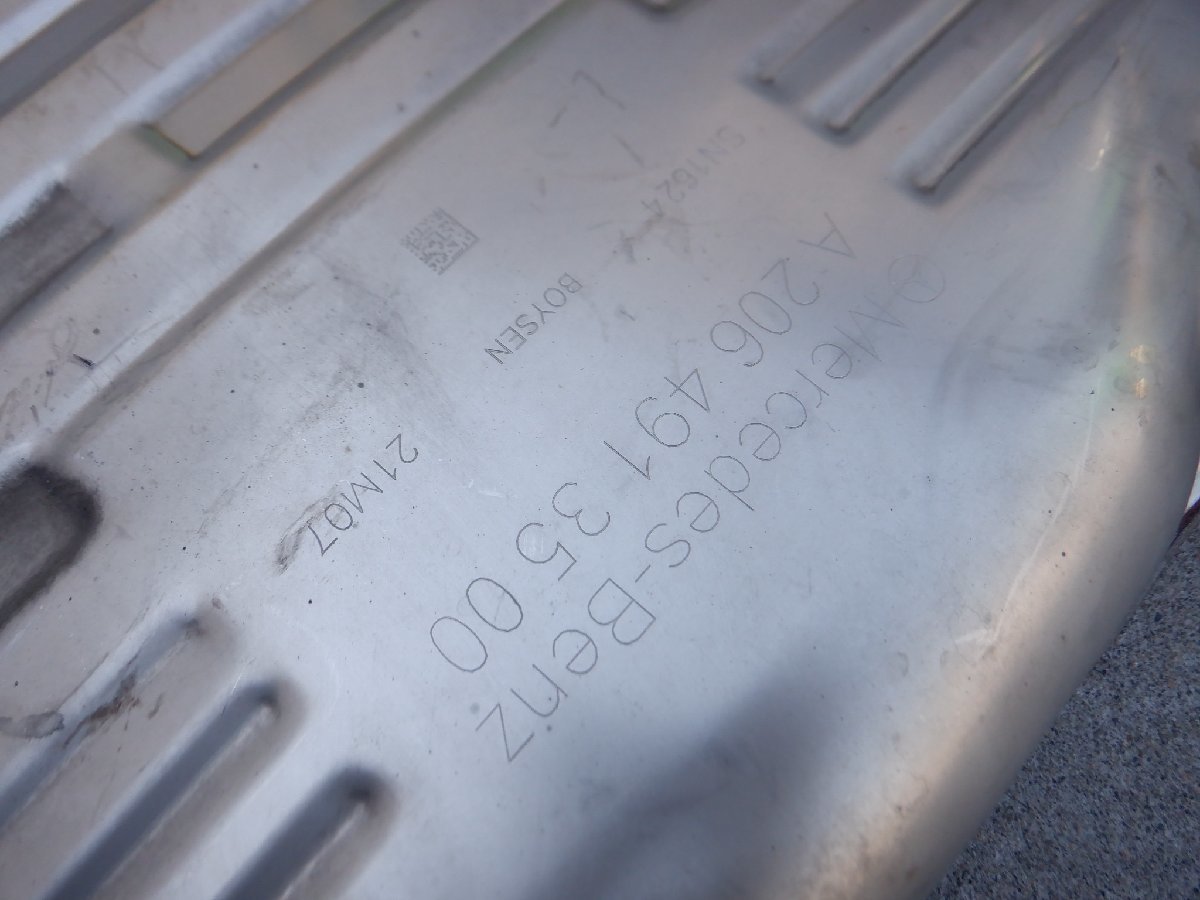 Mercedes-Benz
A 206 491 35 00
SN1624
BOYSEN
21M07